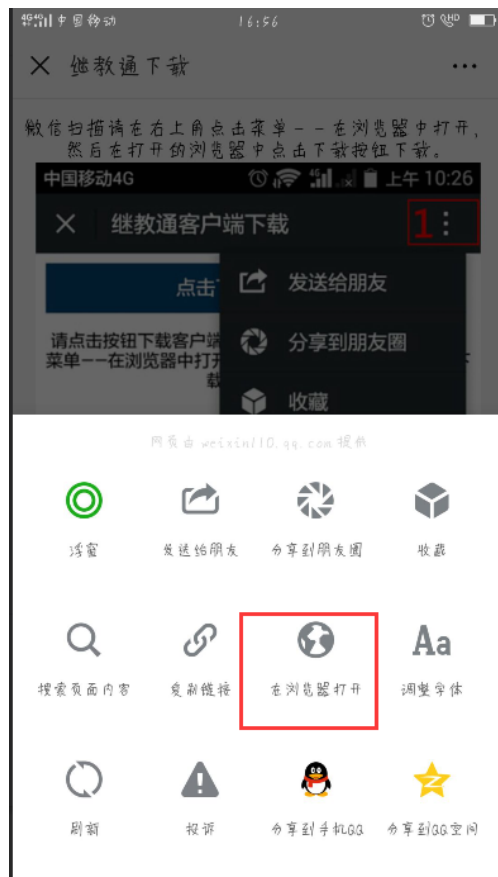 中国移动 16:56 HD
继教通下载
微信扫描请在右上角点击菜单--在浏览器中打开,
然后在打开的浏览器中点击下载按钮下载。
中国移动4G 上午 10:26
继教通客户端下载 1
点击
发送给朋友
请点击按钮下载客户端
分享到朋友圈
菜单——在浏览器中打开
收藏
网页由 weixin110.qq.com 提供
浮窗 发送给朋友 分享到朋友圈 收藏
Aa
搜索页面内容 复制链接 在浏览器打开 调整字体
刷新 投诉 分享到手机QQ 分享到QQ空间